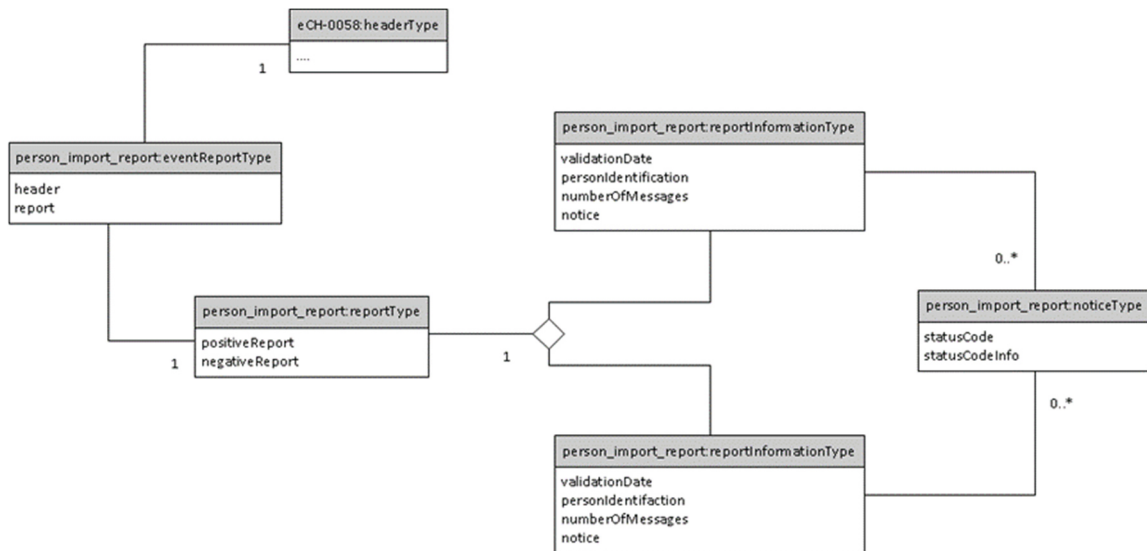 eCH-0058:headerType
....
1
person_import_report:eventReportType
header
report
person_import_report:reportInformationType
validationDate
personIdentification
numberOfMessages
notice
0..*
person_import_report:reportType
positiveReport
negativeReport
1
1
person_import_report:noticeType
statusCode
statusCodeInfo
0..*
person_import_report:reportInformationType
validationDate
personIdentifaction
numberOfMessages
notice